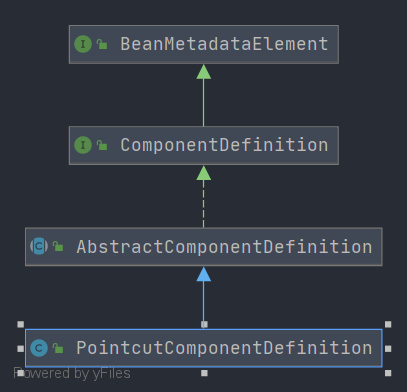 I BeanMetadataElement
I ComponentDefinition
C AbstractComponentDefinition
C PointcutComponentDefinition
Powered by yFiles